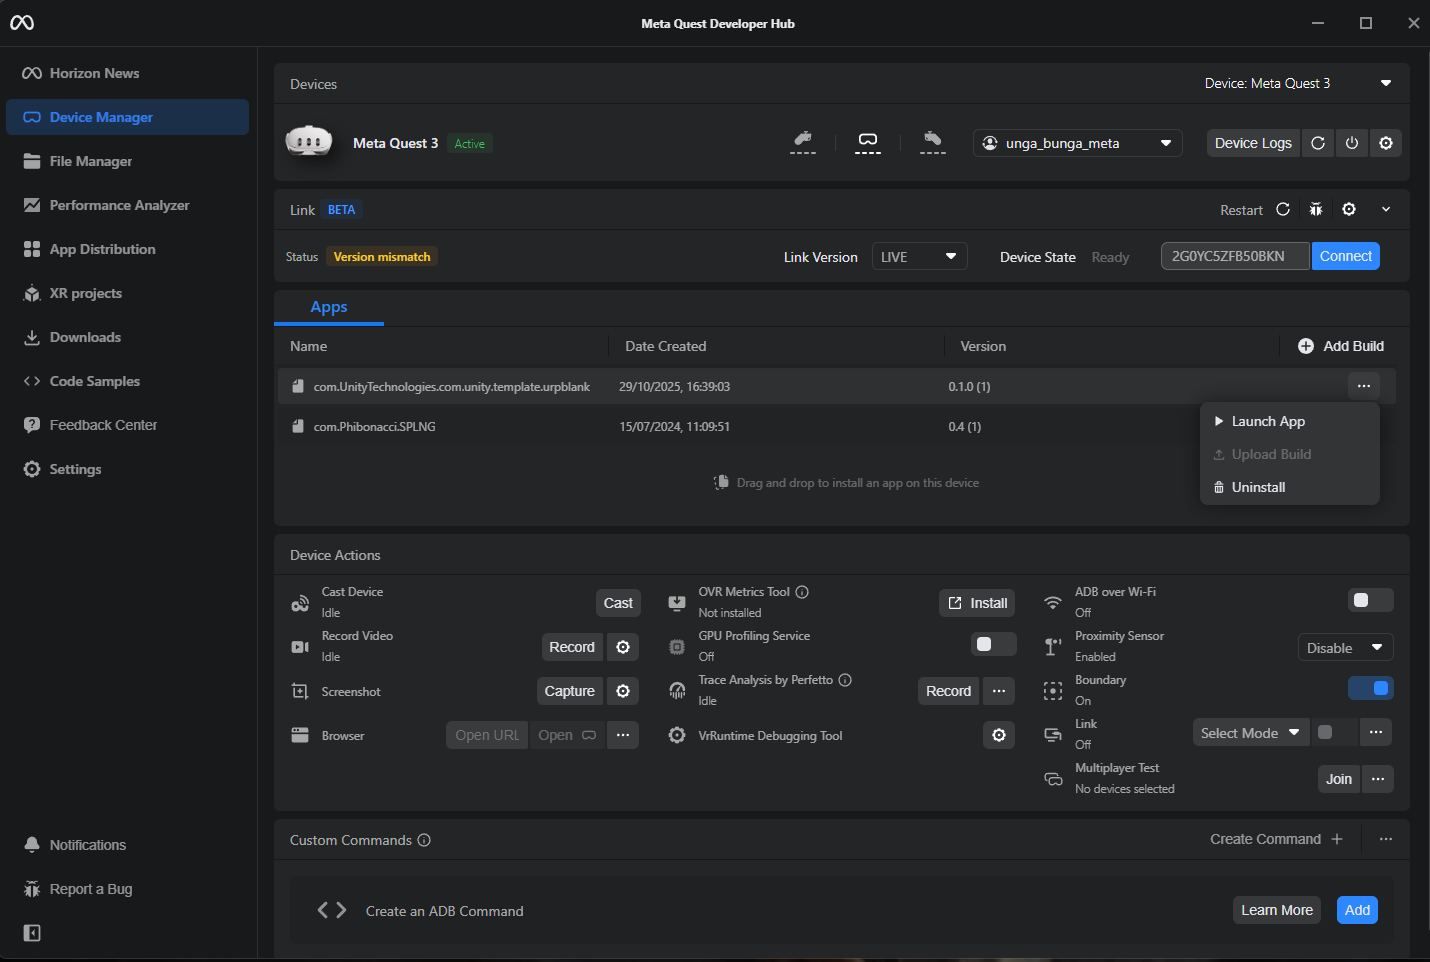 Meta Quest Developer Hub
Horizon News
Device Manager
File Manager
Performance Analyzer
App Distribution
XR projects
Downloads
Code Samples
Feedback Center
Settings
Notifications
Report a Bug
Devices
Device: Meta Quest 3
Meta Quest 3 Active
unga_bunga_meta
Device Logs
Link BETA
Restart
Status Version mismatch
Link Version LIVE
Device State Ready
2G0YC5ZFB50BKN Connect
Apps
Name Date Created Version Add Build
com.UnityTechnologies.com.unity.template.urpblank 29/10/2025, 16:39:03 0.1.0 (1)
com.Phibonacci.SPLNG 15/07/2024, 11:09:51 0.4 (1)
Launch App
Upload Build
Uninstall
Drag and drop to install an app on this device
Device Actions
Cast Device
Idle
Cast
Record Video
Idle
Record
Screenshot
Capture
Browser
Open URL Open
OVR Metrics Tool
Not installed
Install
GPU Profiling Service
Off
Trace Analysis by Perfetto
Idle
Record
VrRuntime Debugging Tool
ADB over Wi-Fi
Off
Proximity Sensor
Enabled
Disable
Boundary
On
Link
Off
Select Mode
Multiplayer Test
No devices selected
Join
Custom Commands
Create Command
Create an ADB Command
Learn More
Add